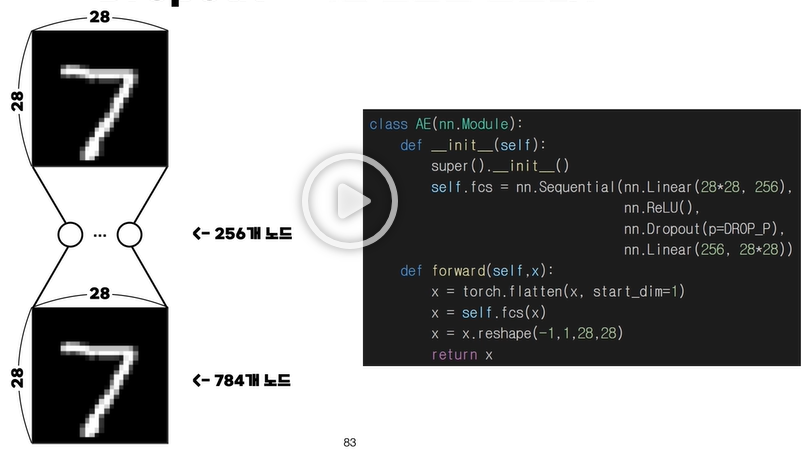 28
28
<- 256개 노드
28
28
<- 784개 노드
class AE(nn.Module):
def __init__(self):
super().__init__()
self.fcs = nn.Sequential(nn.Linear(28*28, 256),
nn.ReLU(),
nn.Dropout(p=DROP_P),
nn.Linear(256, 28*28))
def forward(self,x):
x = torch.flatten(x, start_dim=1)
x = self.fcs(x)
x = x.reshape(-1,1,28,28)
return x
83